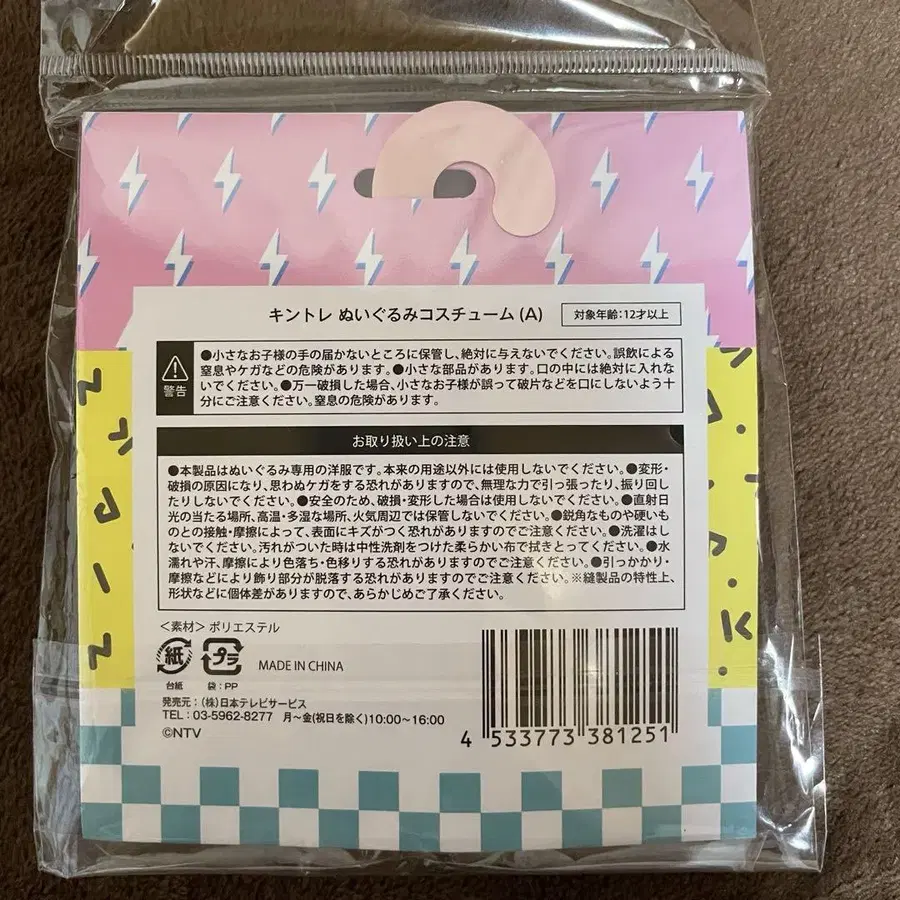 キントレ ぬいぐるみコスチューム (A)
対象年齢:12才以上
警告
●小さなお子様の手の届かないところに保管し、絶対に与えないでください。誤飲による
窒息やケガなどの危険があります。●小さな部品があります。口の中には絶対に入れな
いでください。●万一破損した場合、小さなお子様が誤って破片などを口にしないよう十
分にご注意ください。窒息の危険があります。
お取り扱い上の注意
●本製品はぬいぐるみ専用の洋服です。本来の用途以外には使用しないでください。●変形・
破損の原因になり、思わぬケガをする恐れがありますので、無理な力で引っ張ったり、振り回し
たりしないでください。●安全のため、破損・変形した場合は使用しないでください。●直射日
光の当たる場所、高温・多湿な場所、火気周辺では保管しないでください。●鋭角なものや硬いも
のとの接触・摩擦によって、表面にキズがつく恐れがありますのでご注意ください。●洗濯はし
ないでください。汚れがついた時は中性洗剤をつけた柔らかい布で拭きとってください。●水
濡れや汗、摩擦により色落ち・色移りする恐れがありますのでご注意ください。●引っかかり・
摩擦などにより飾り部分が脱落する恐れがありますのでご注意ください。※縫製品の特性上、
形状などに個体差がありますので、あらかじめご了承ください。
<素材> ポリエステル
紙
プラ
MADE IN CHINA
台紙
袋:PP
発売元:(株)日本テレビサービス
TEL:03-5962-8277 月~金(祝日を除く)10:00~16:00
©NTV
4 533773 381251